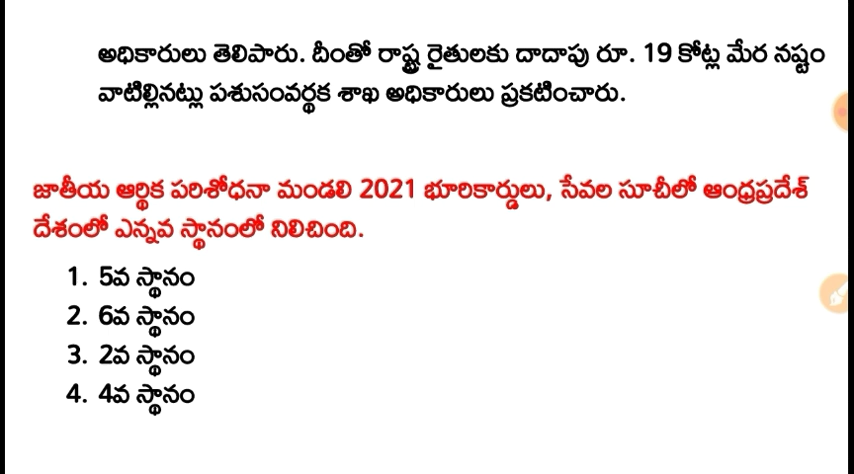 అధికారులు తెలిపారు. దీంతో రాష్ట్ర రైతులకు దాదాపు రూ. 19 కోట్ల మేర నష్టం
వాటిల్లినట్లు పశుసంవర్థక శాఖ అధికారులు ప్రకటించారు.
జాతీయ ఆర్థిక పరిశోధనా మండలి 2021 భూరికార్డులు, సేవల సూచీలో ఆంధ్రప్రదేశ్
దేశంలో ఎన్నవ స్థానంలో నిలిచింది.
1. 5వ స్థానం
2. 6వ స్థానం
3. 2వ స్థానం
4. 4వ స్థానం